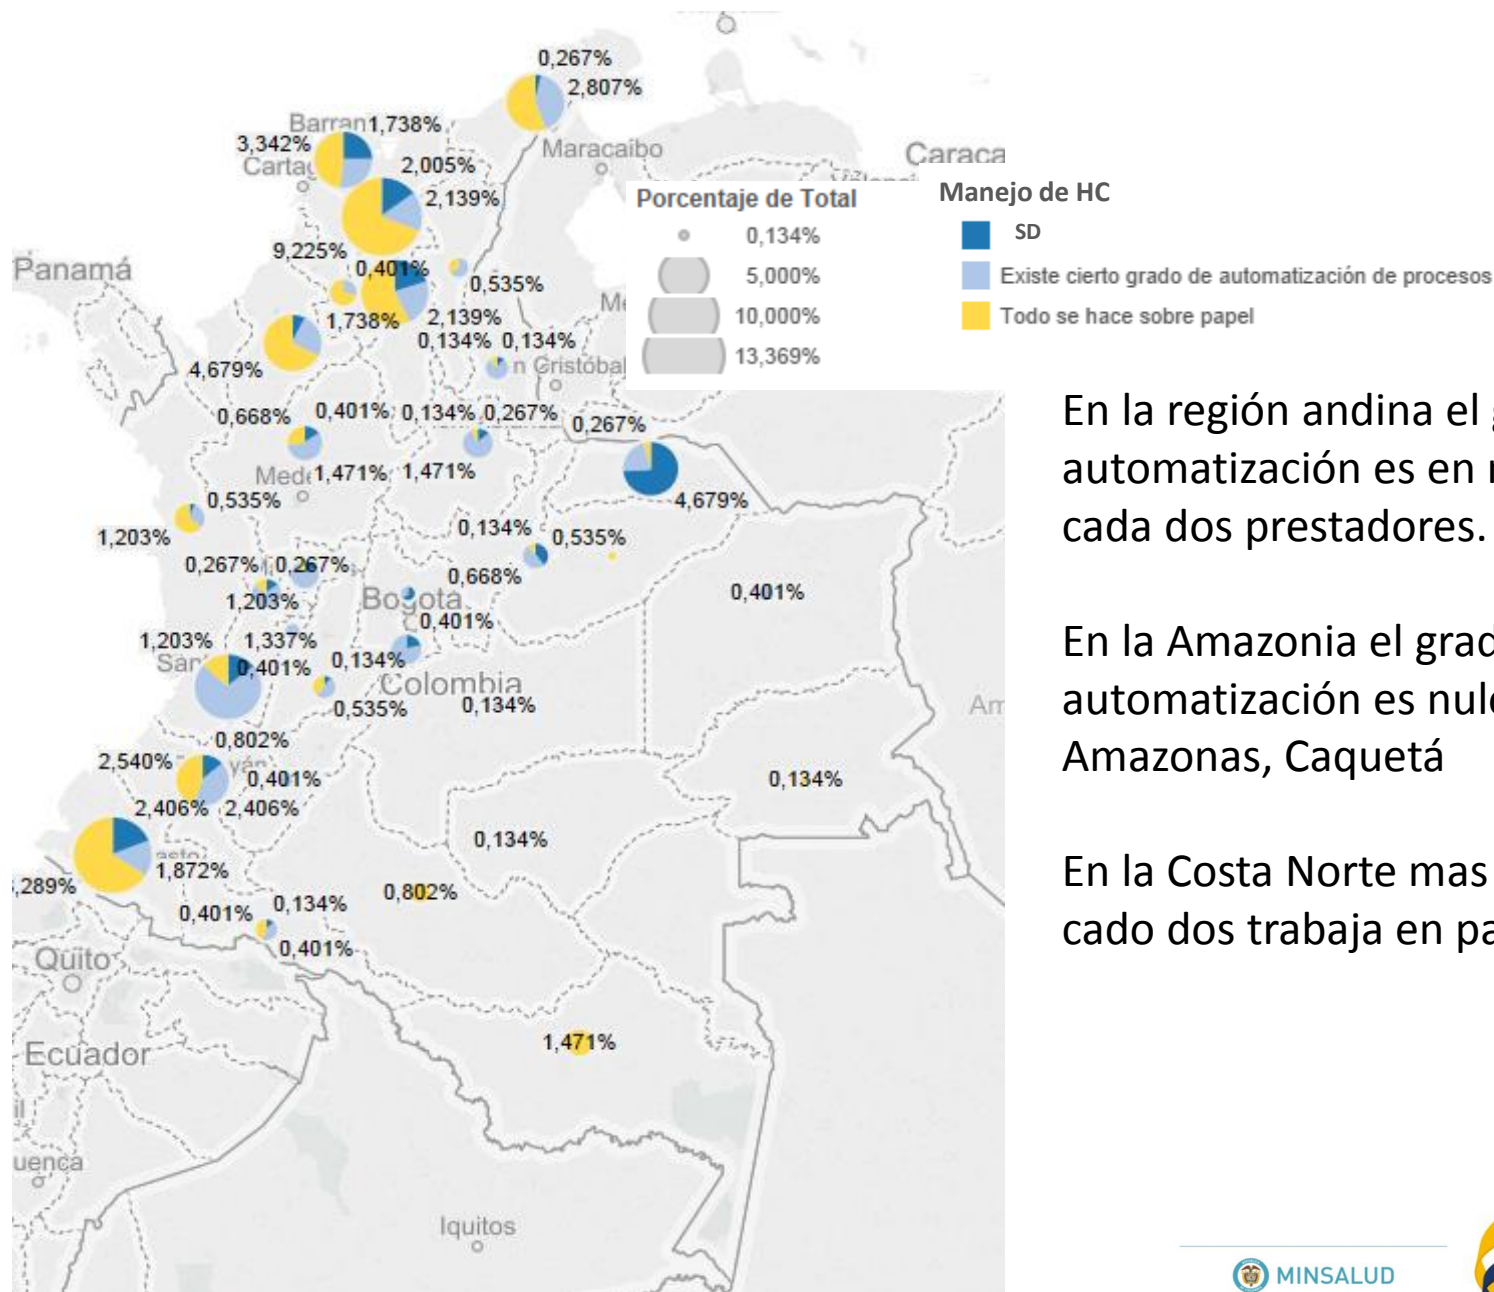 0,267%
2,807%
1,738%
3,342%
Maracaibo
2,005%
2,139%
9,225%
0,401%
0,535%
Panamá
1,738%
2,139%
0,134% 0,134%
4,679%
Porcentaje de Total
0,134%
5,000%
10,000%
13,369%
Manejo de HC
SD
Existe cierto grado de automatización de procesos
Todo se hace sobre papel
0,668% 0,401% 0,134% 0,267%
0,267%
1,471% 1,471%
4,679%
0,535%
1,203%
0,134% 0,535%
0,267% 0,267%
0,668%
1,203%
Bogota
0,401%
0,401%
1,203% 1,337%
0,401% 0,134%
Colombia
0,535% 0,134%
0,802%
2,540%
0,401%
0,134%
2,406% 2,406%
0,134%
1,872%
,289%
0,802%
0,401% 0,134%
0,401%
Quito
1,471%
Ecuador
Iquitos
En la región andina el
automatización es en
cada dos prestadores.
En la Amazonia el
automatización es
Amazonas, Caquetá
En la Costa Norte mas
cado dos trabaja en
MINSALUD